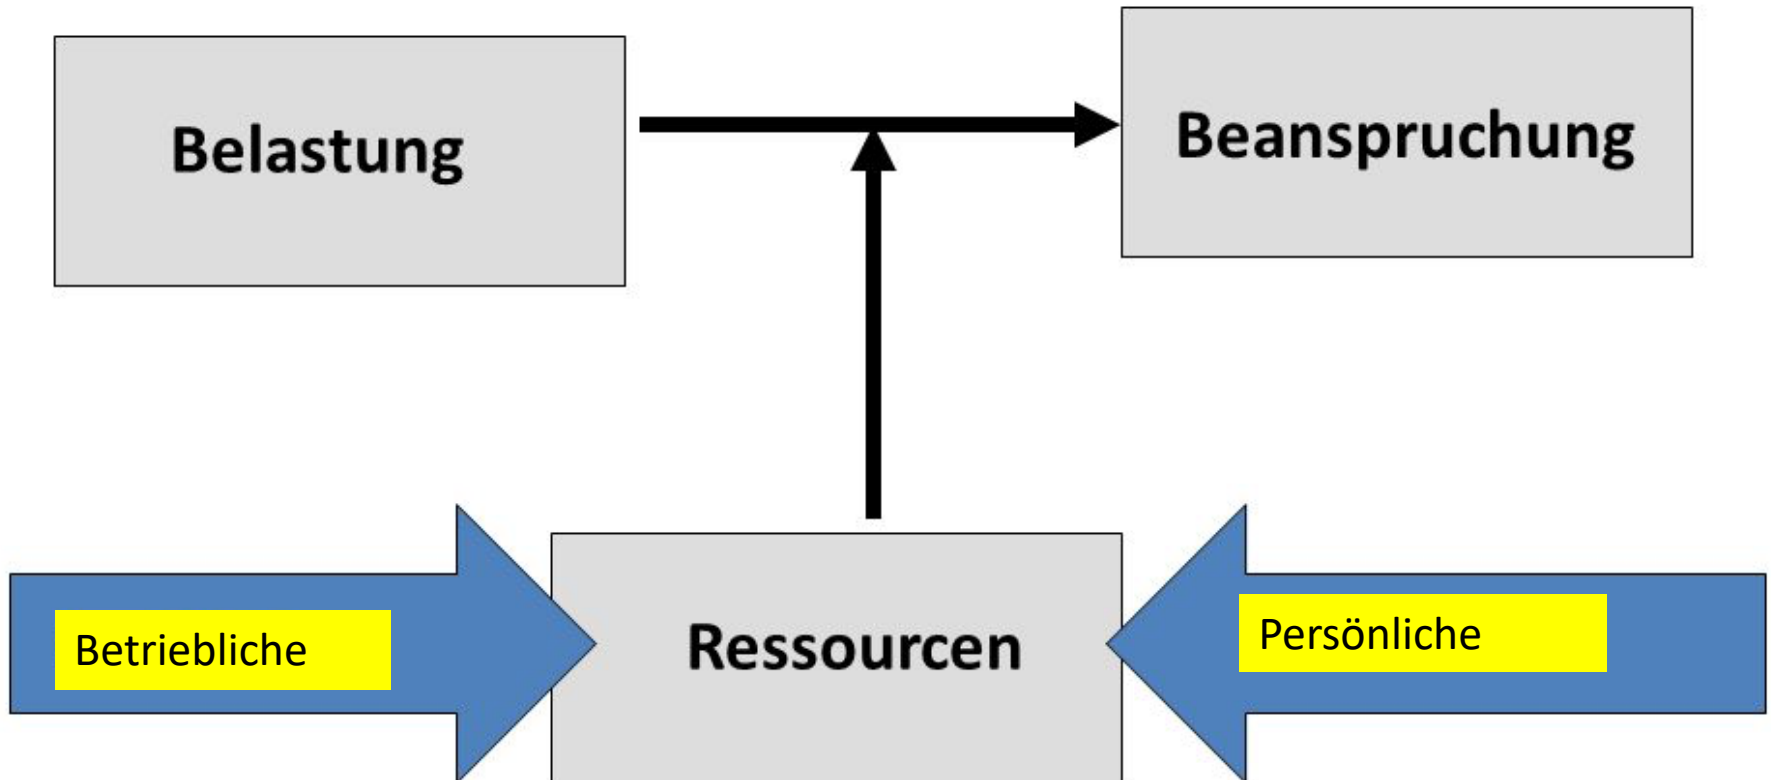 Belastung
Beanspruchung
Betriebliche
Ressourcen
Persönliche